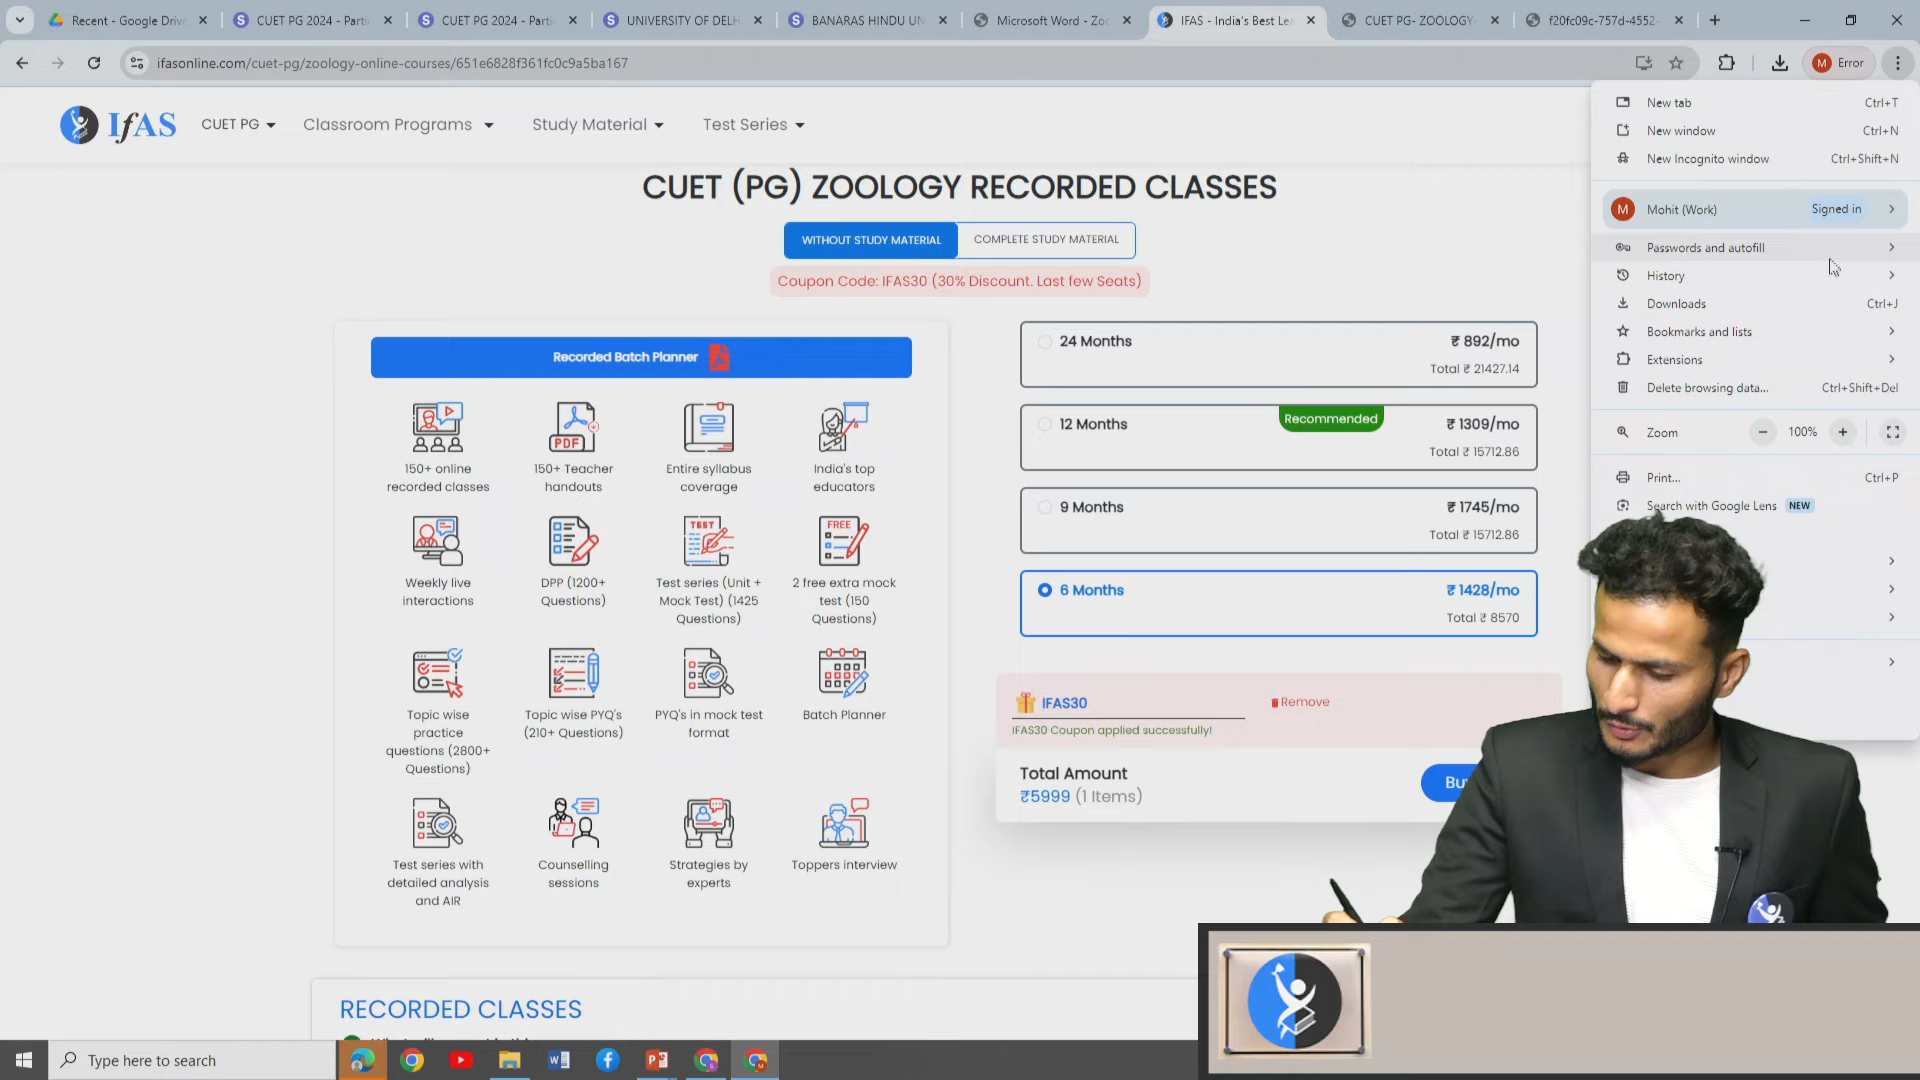 Recent - Google Driv
CUET PG 2024 - Parti
CUET PG 2024 - Parti
UNIVERSITY OF DELH
BANARAS HINDU UN
Microsoft Word - Zoo
IFAS - India's Best Le
CUET PG- ZOOLOGY
f20fc09c-757d-4552-
ifasonline.com/cuet-pg/zoology-online-courses/651e6828f361fc0c9a5ba167
M Error
IfAS
CUET PG
Classroom Programs
Study Material
Test Series
CUET (PG) ZOOLOGY RECORDED CLASSES
WITHOUT STUDY MATERIAL
COMPLETE STUDY MATERIAL
Coupon Code: IFAS30 (30% Discount. Last few Seats)
Recorded Batch Planner
150+ online
recorded classes
PDF
150+ Teacher
handouts
Entire syllabus
coverage
India's top
educators
Weekly live
interactions
DPP (1200+
Questions)
TEST
Test series (Unit +
Mock Test) (1425
Questions)
FREE
2 free extra mock
test (150
Questions)
Topic wise
practice
questions (2800+
Questions)
Topic wise PYQ's
(210+ Questions)
PYQ's in mock test
format
Batch Planner
Test series with
detailed analysis
and AIR
Counselling
sessions
Strategies by
experts
Toppers interview
24 Months ₹ 892/mo
Total ₹ 21427.14
12 Months Recommended ₹ 1309/mo
Total ₹ 15712.86
9 Months ₹ 1745/mo
Total ₹ 15712.86
6 Months ₹ 1428/mo
Total ₹ 8570
IFAS30 Remove
IFAS30 Coupon applied successfully!
Total Amount
₹5999 (1 Items)
RECORDED CLASSES
New tab Ctrl+T
New window Ctrl+N
New Incognito window Ctrl+Shift+N
M Mohit (Work) Signed in
Passwords and autofill
History
Downloads Ctrl+J
Bookmarks and lists
Extensions
Delete browsing data... Ctrl+Shift+Del
Zoom − 100% +
Print... Ctrl+P
Search with Google Lens NEW
Type here to search